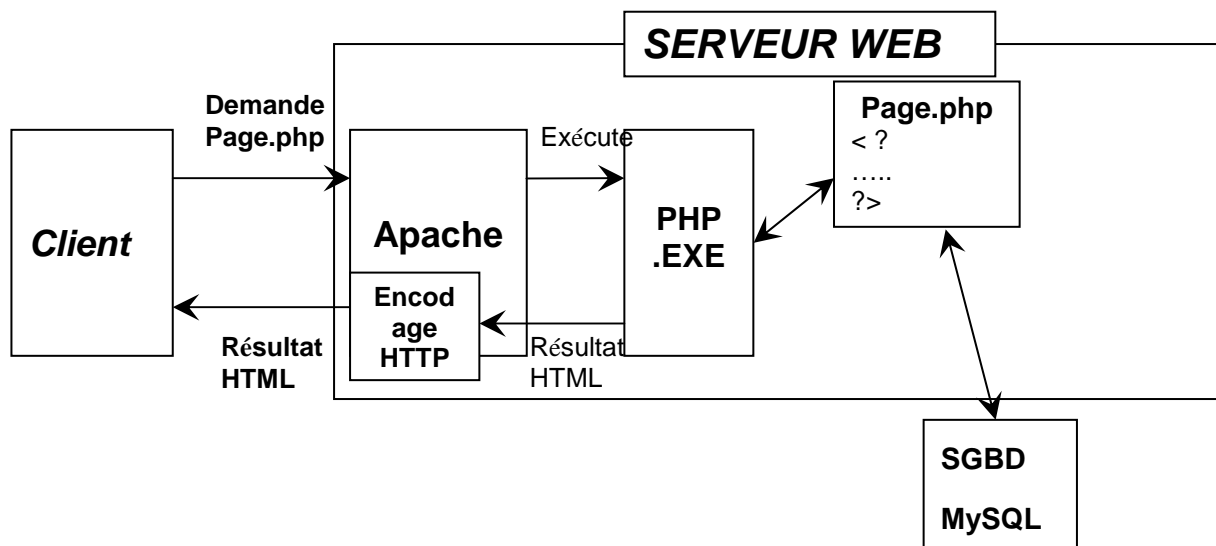 SERVEUR WEB
Demande
Page.php
Client
Apache
Exécute
PHP
.EXE
Page.php
< ?
.....
?>
Encod
age
HTTP
Résultat
HTML
Résultat
HTML
SGBD
MySQL